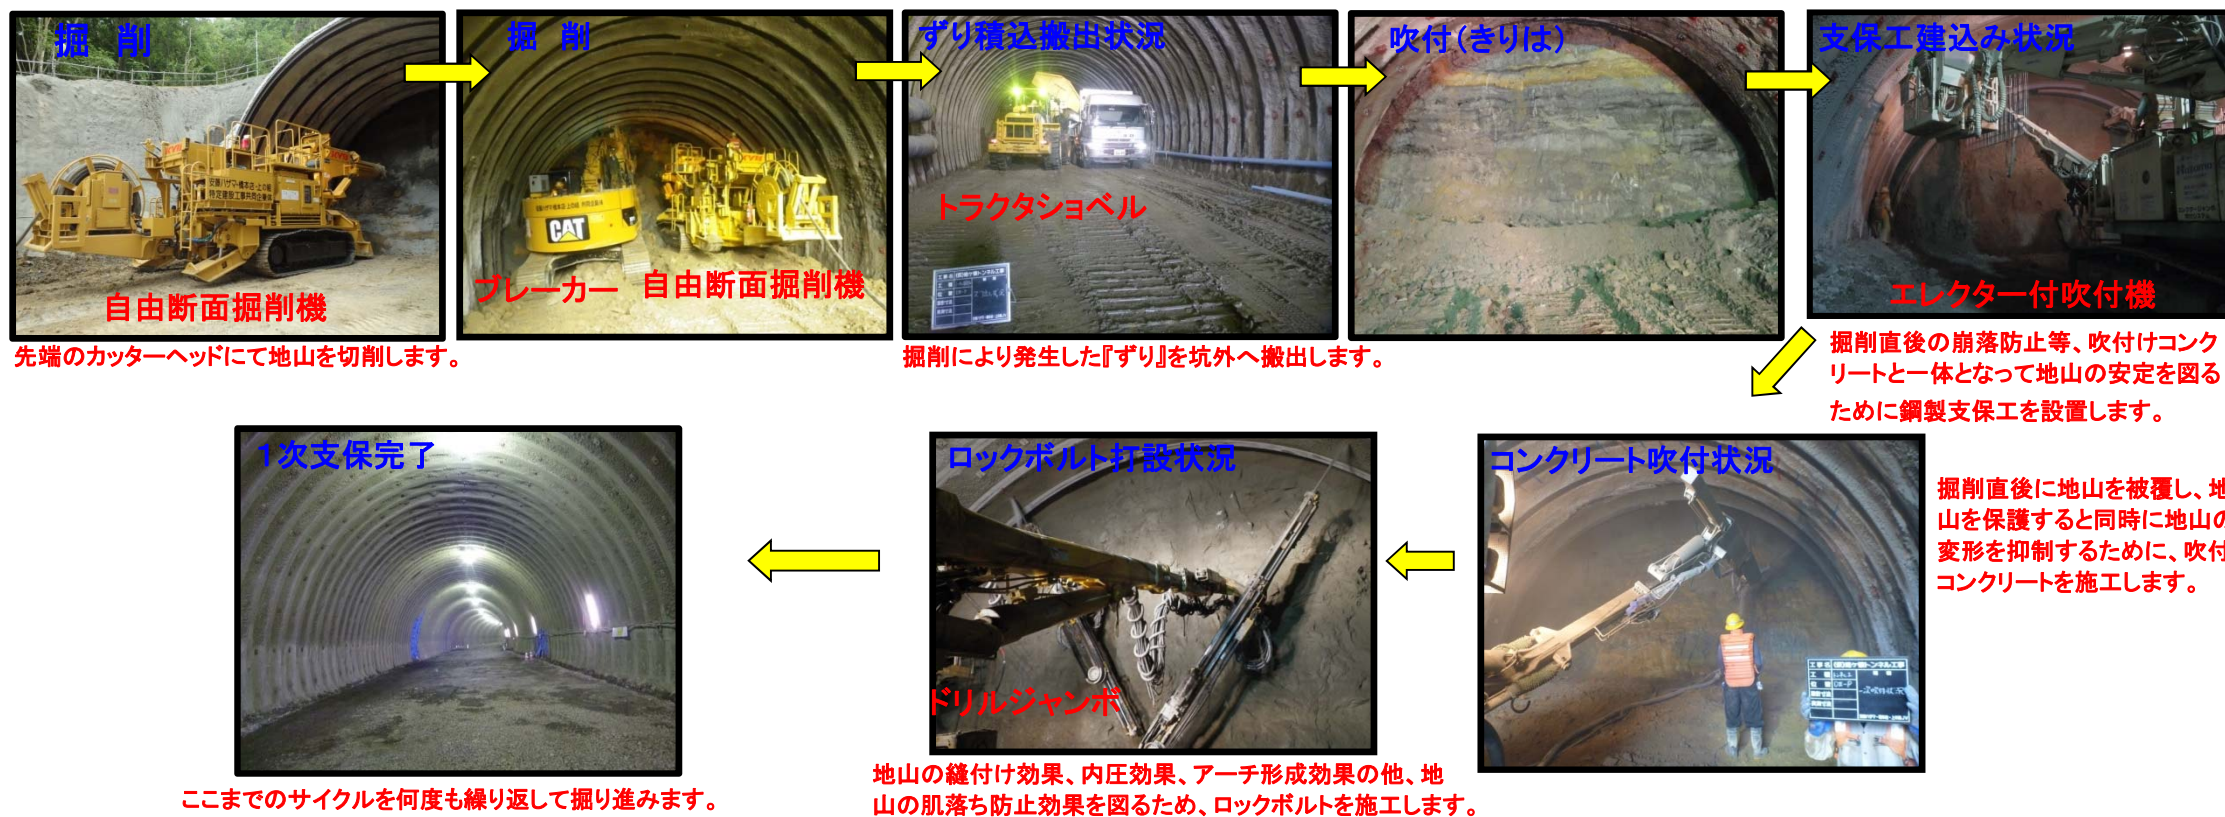 掘 削
自由断面掘削機
先端のカッターヘッドにて地山を切削します。
掘 削
CAT
ブレーカー
自由断面掘削機
ずり積込搬出状況
トラクタショベル
掘削により発生した『ずり』を坑外へ搬出します。
吹付(きりは)
支保工建込み状況
エレクター付吹付機
掘削直後の崩落防止等、吹付けコンク
リートと一体となって地山の安定を図る
ために鋼製支保工を設置します。
コンクリート吹付状況
掘削直後に地山を被覆し、地
山を保護すると同時に地山の
変形を抑制するために、吹付
コンクリートを施工します。
ロックボルト打設状況
ドリルジャンボ
地山の縫付け効果、内圧効果、アーチ形成効果の他、地
山の肌落ち防止効果を図るため、ロックボルトを施工します。
1次支保完了
ここまでのサイクルを何度も繰り返して掘り進みます。